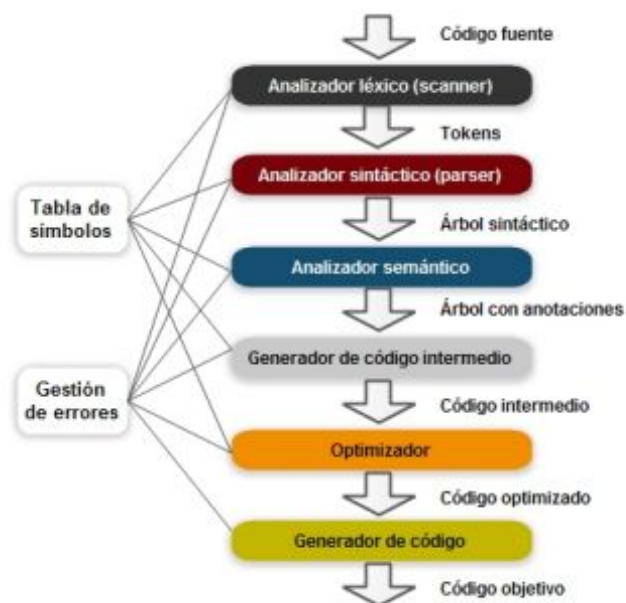 Código fuente
Analizador léxico (scanner)
Tokens
Analizador sintáctico (parser)
Tabla de
símbolos
Árbol sintáctico
Analizador semántico
Árbol con anotaciones
Generador de código intermedio
Gestión
de errores
Código intermedio
Optimizador
Código optimizado
Generador de código
Código objetivo